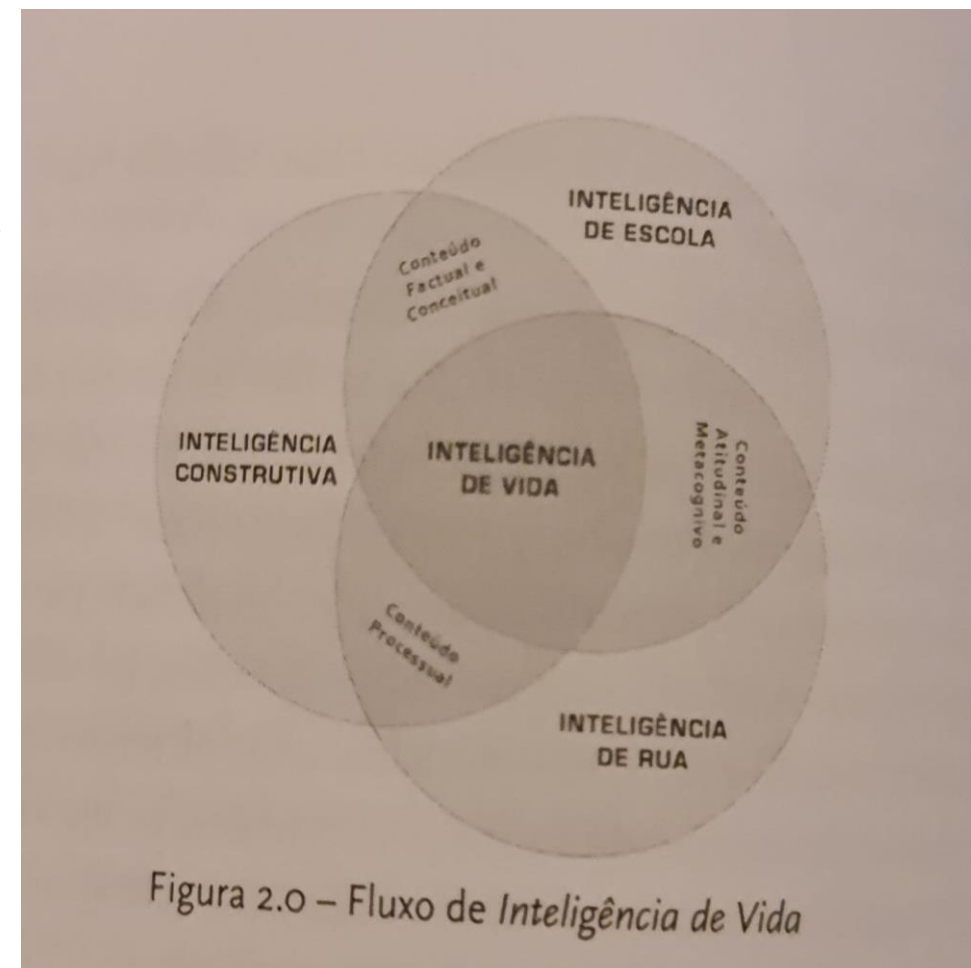 INTELIGÊNCIA
DE ESCOLA
Conteúdo
Factual e
Conceitual
INTELIGÊNCIA
CONSTRUTIVA
INTELIGÊNCIA
DE VIDA
Conteúdo
Atitudinal e
Metacognivo
Conteúdo
Processual
INTELIGÊNCIA
DE RUA
Figura 2.0 – Fluxo de Inteligência de Vida